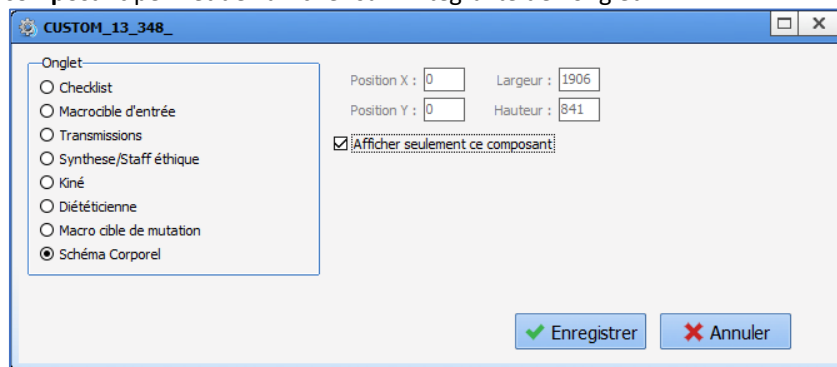 CUSTOM_13_348_
Onglet
Checklist
Macrocible d'entrée
Transmissions
Synthese/Staff éthique
Kiné
Diététicienne
Macro cible de mutation
Schéma Corporel
Position X : 0 Largeur : 1906
Position Y : 0 Hauteur : 841
Afficher seulement ce composant
Enregistrer Annuler